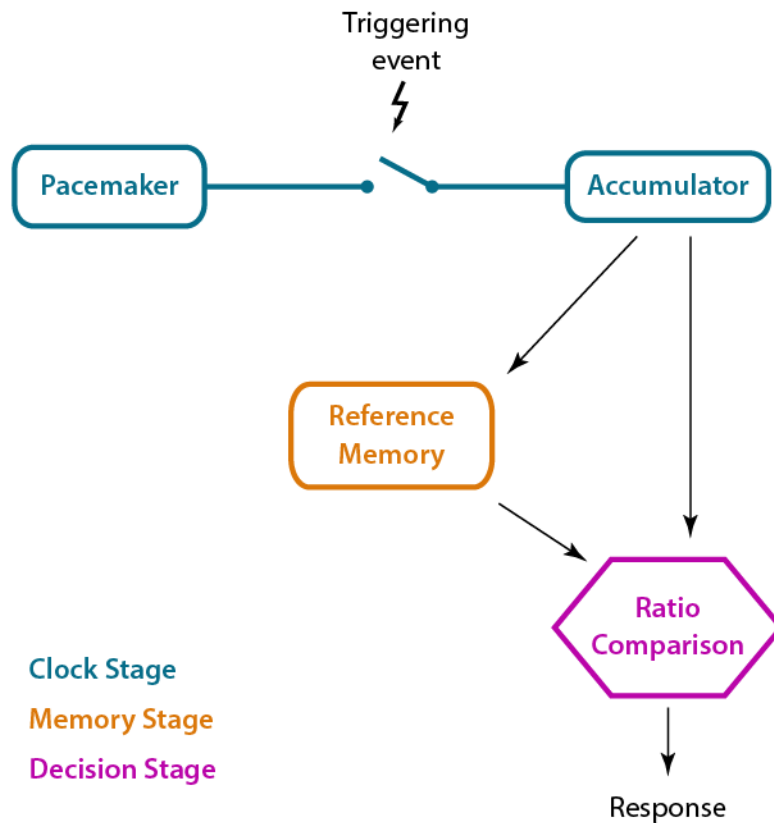 Triggering
event
Pacemaker
Accumulator
Reference
Memory
Ratio
Comparison
Clock Stage
Memory Stage
Decision Stage
Response